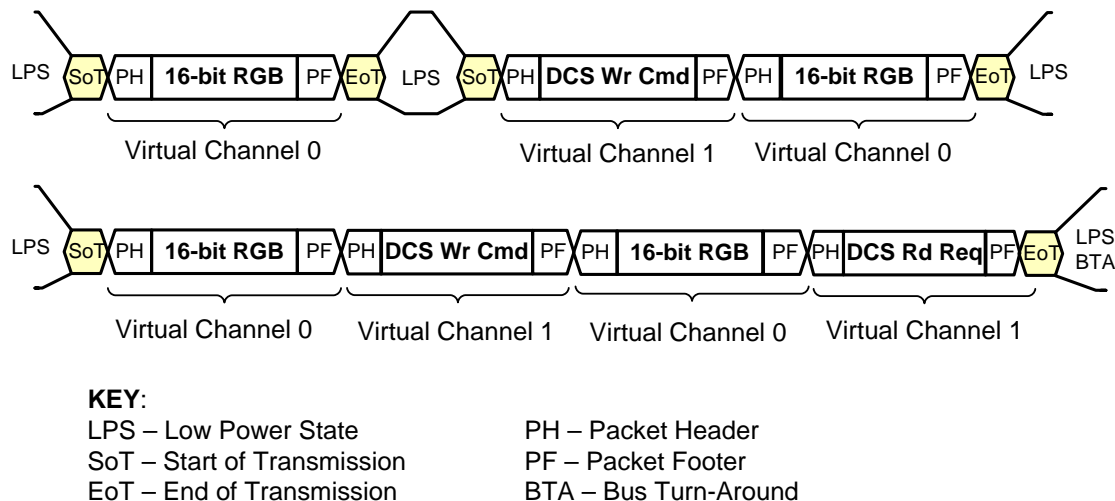 LPS SoT PH 16-bit RGB PF EoT LPS SoT PH DCS Wr Cmd PF PH 16-bit RGB PF EoT LPS
Virtual Channel 0 Virtual Channel 1 Virtual Channel 0
LPS SoT PH 16-bit RGB PF PH DCS Wr Cmd PF PH 16-bit RGB PF PH DCS Rd Req PF EoT LPS
BTA
Virtual Channel 0 Virtual Channel 1 Virtual Channel 0 Virtual Channel 1
KEY:
LPS – Low Power State PH – Packet Header
SoT – Start of Transmission PF – Packet Footer
EoT – End of Transmission BTA – Bus Turn-Around